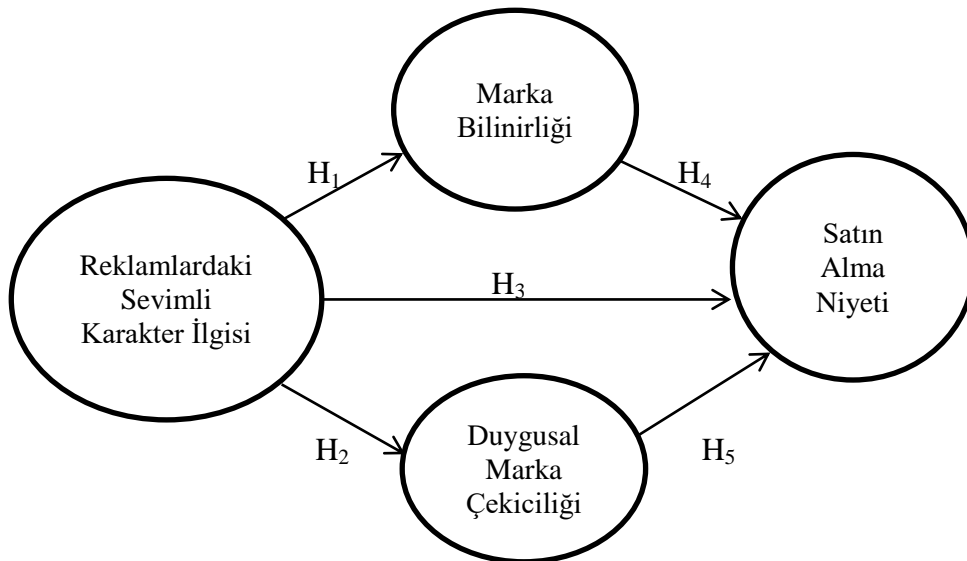 Marka
Bilinirliği
H₁
H₄
Reklamlardaki
Sevimli
Karakter İlgisi
H₃
Satın
Alma
Niyeti
H₂
Duygusal
Marka
Çekiciliği
H₅